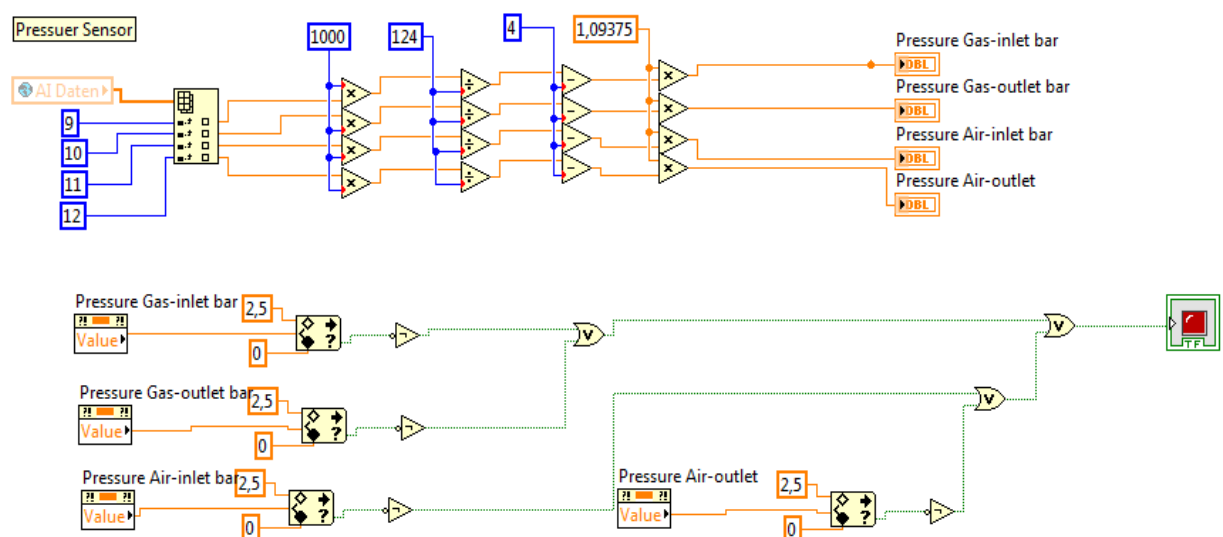 Pressuer Sensor
1000
124
4
1,09375
Pressure Gas-inlet bar
DBL
AI Daten
Pressure Gas-outlet bar
DBL
9
10
11
12
Pressure Air-inlet bar
DBL
Pressure Air-outlet
DBL
Pressure Gas-inlet bar
2,5
?! ?!
Value
?
0
TF
Pressure Gas-outlet bar
2,5
?! ?!
Value
?
0
Pressure Air-inlet bar
2,5
?! ?!
Value
?
0
Pressure Air-outlet
2,5
?! ?!
Value
?
0